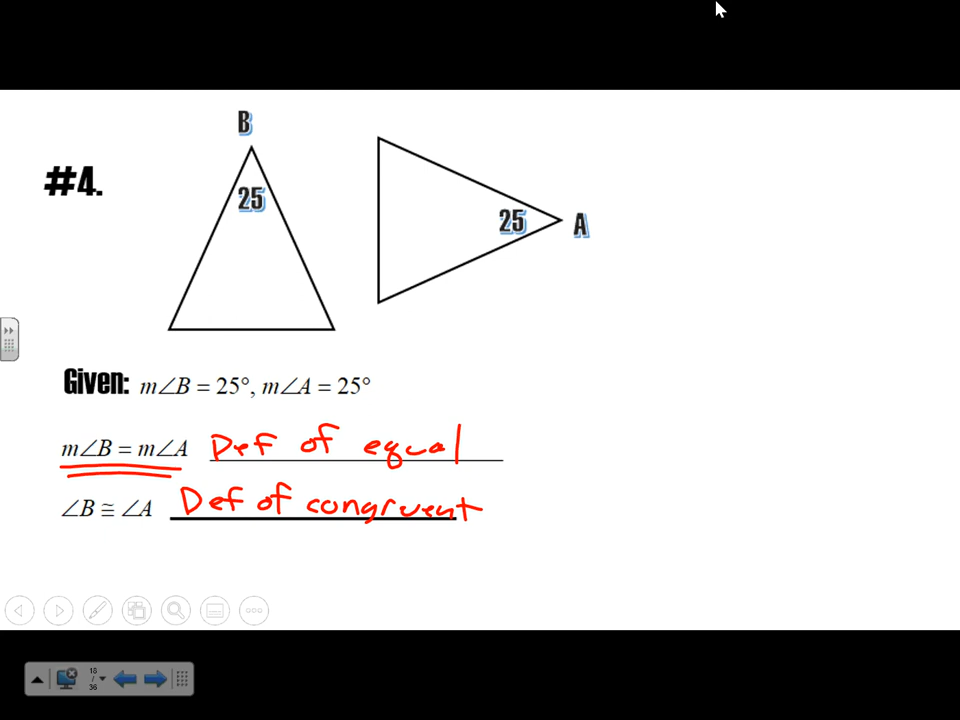 B
#4.
25
25 A
Given: m∠B = 25°, m∠A = 25°
m∠B = m∠A Def of equal
∠B ≅ ∠A Def of congruent
18
/
36